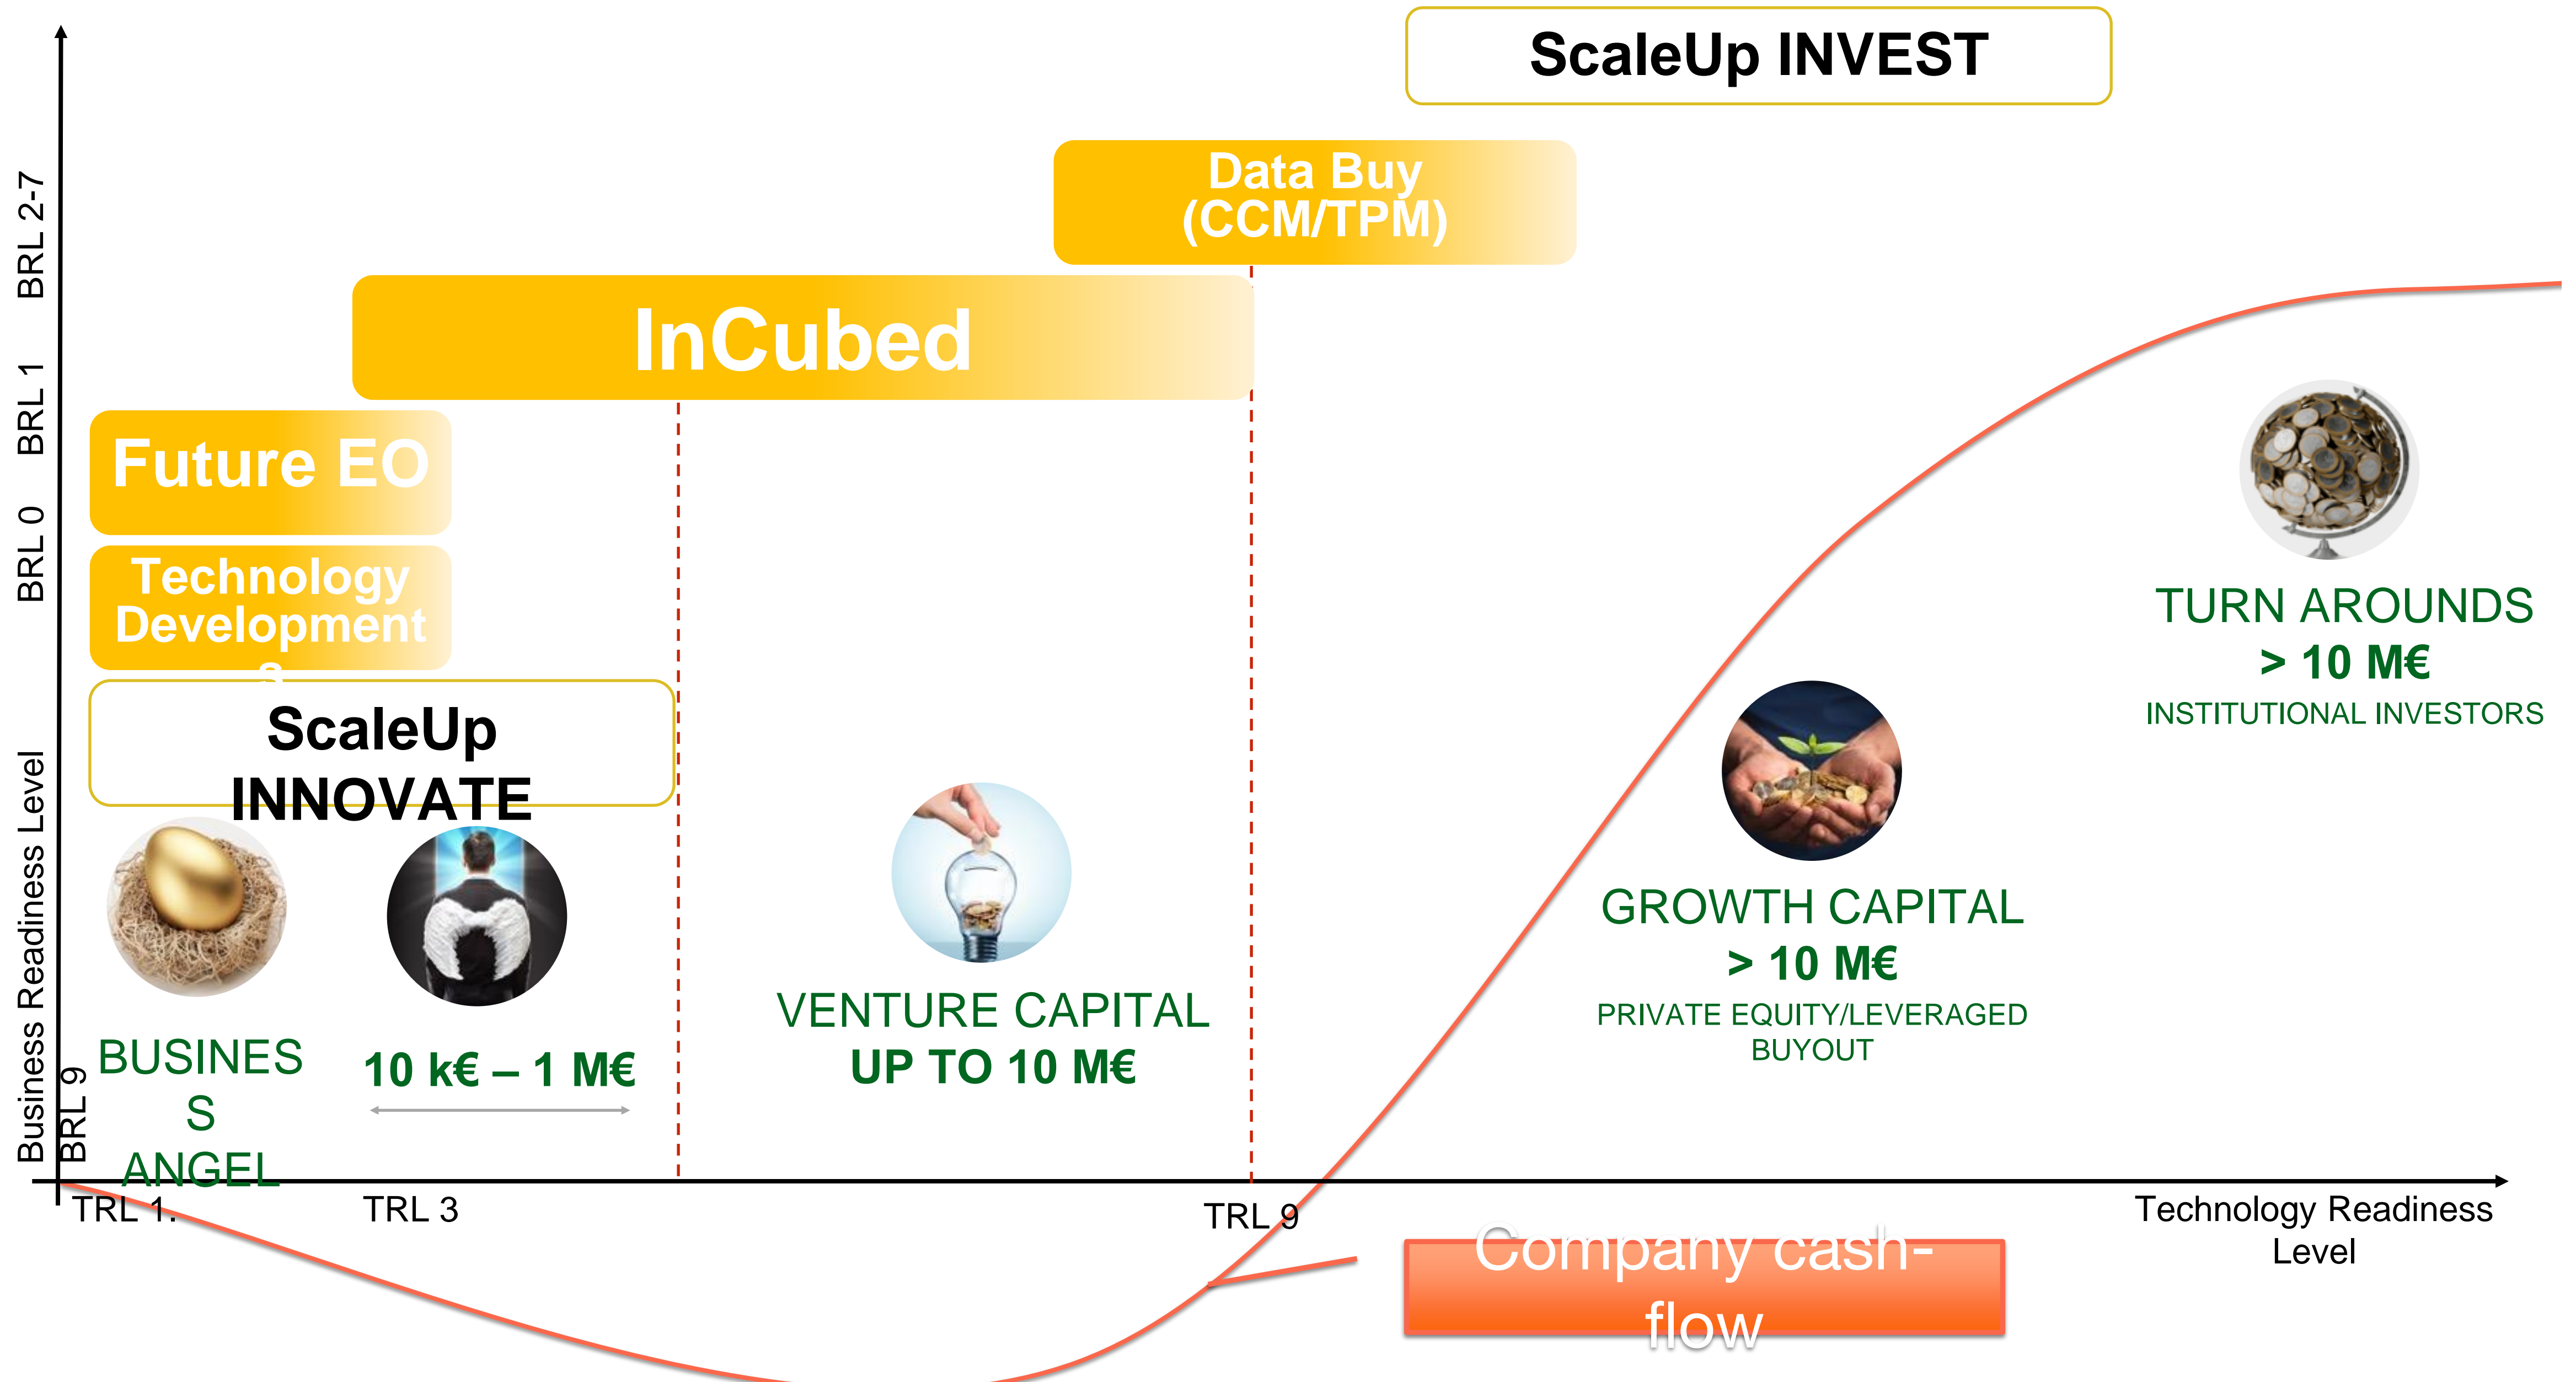 ScaleUp INVEST
Data Buy
(CCM/TPM)
InCubed
Future EO
Technology
Development
s
ScaleUp
INNOVATE
BRL 2-7
BRL 1
BRL 0
Business Readiness Level
BRL 9
BUSINES
S
ANGEL
10 k€ – 1 M€
VENTURE CAPITAL
UP TO 10 M€
GROWTH CAPITAL
> 10 M€
PRIVATE EQUITY/LEVERAGED
BUYOUT
TURN AROUNDS
> 10 M€
INSTITUTIONAL INVESTORS
TRL 1.
TRL 3
TRL 9
Technology Readiness
Level
Company cash-
flow